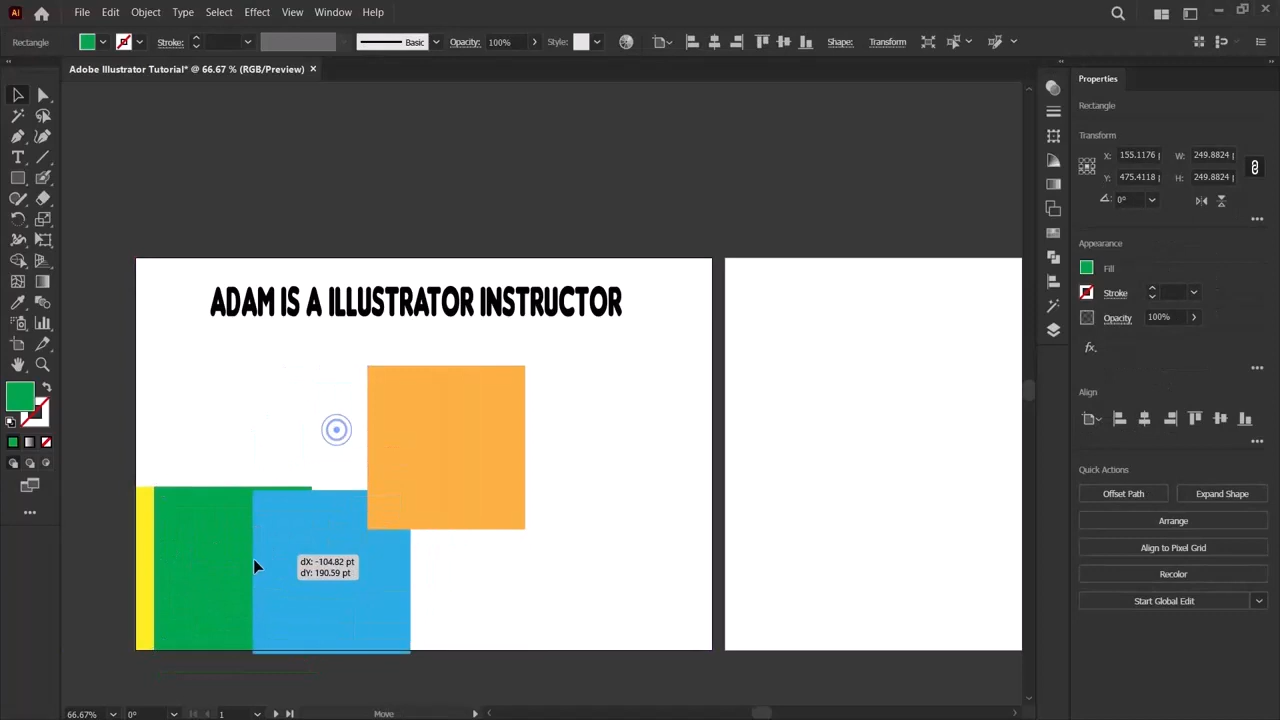 Ai File Edit Object Type Select Effect View Window Help
Rectangle Stroke: Basic Opacity: 100% Style: Shape: Transform
Adobe Illustrator Tutorial* @ 66.67 % (RGB/Preview) ×
Properties
Rectangle
Transform
X: 155.1176 p W: 249.8824 p
Y: 475.4118 p H: 249.8824 p
0°
Appearance
Fill
Stroke
Opacity 100%
fx.
Align
Quick Actions
Offset Path Expand Shape
Arrange
Align to Pixel Grid
Recolor
Start Global Edit
ADAM IS A ILLUSTRATOR INSTRUCTOR
dX: -104.82 pt
dY: 190.59 pt
66.67% 0° 1 Move